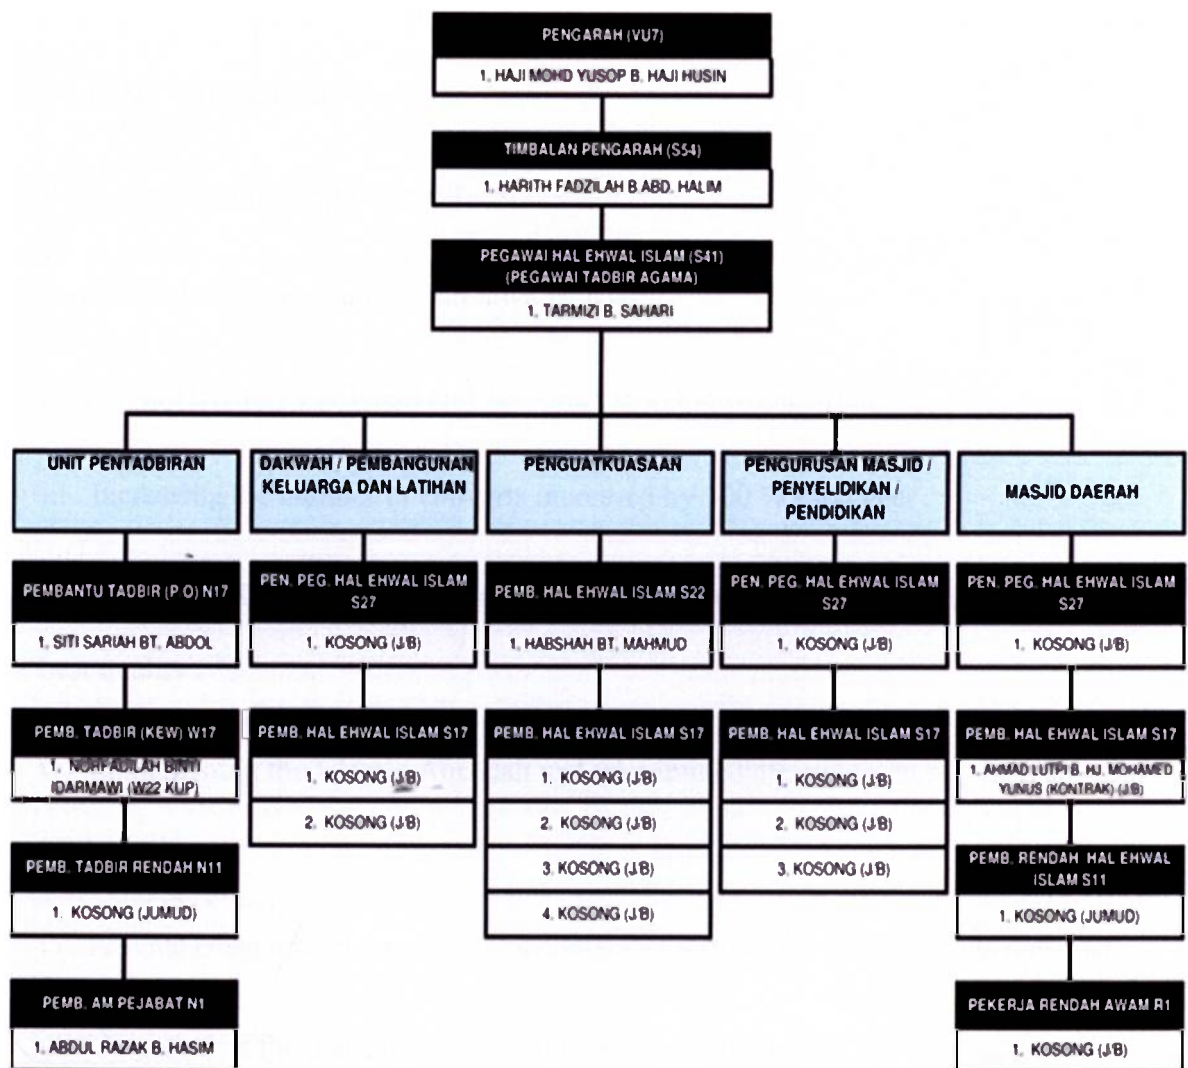 PENGARAH (VU7)
1. HAJI MOHD YUSOP B. HAJI HUSIN
TIMBALAN PENGARAH (S54)
1. HARITH FADZILAH B.ABD. HALIM
PEGAWAI HAL EHWAL ISLAM (S41)
(PEGAWAI TADBIR AGAMA)
1. TARMIZI B. SAHARI
UNIT PENTADBIRAN
PEMBANTU TADBIR (P O) N17
1. SITI SARIAH BT. ABDOL
PEMB. TADBIR (KEW) W17
1. NURFADILAH BINTI
IDARMAWI (W22 KUP)
PEMB. TADBIR RENDAH N11
1. KOSONG (JUMUD)
PEMB. AM PEJABAT N1
1. ABDUL RAZAK B. HASIM
DAKWAH / PEMBANGUNAN
KELUARGA DAN LATIHAN
PEN. PEG. HAL EHWAL ISLAM
S27
1. KOSONG (J/B)
PEMB. HAL EHWAL ISLAM S17
1. KOSONG (J/B)
2. KOSONG (J/B)
PENGUATKUASAAN
PEMB. HAL EHWAL ISLAM S22
1. HABSHAH BT. MAHMUD
PEMB. HAL EHWAL ISLAM S17
1. KOSONG (J/B)
2. KOSONG (J/B)
3. KOSONG (J/B)
4. KOSONG (J/B)
PENGURUSAN MASJID /
PENYELIDIKAN /
PENDIDIKAN
PEN. PEG. HAL EHWAL ISLAM
S27
1. KOSONG (J/B)
PEMB. HAL EHWAL ISLAM S17
1. KOSONG (J/B)
2. KOSONG (J/B)
3. KOSONG (J/B)
MASJID DAERAH
PEN. PEG. HAL EHWAL ISLAM
S27
1. KOSONG (J/B)
PEMB. HAL EHWAL ISLAM S17
1. AHMAD LUTPI B. HJ. MOHAMED
YUNUS (KONTRAK) (J/B)
PEMB. RENDAH HAL EHWAL
ISLAM S11
1. KOSONG (JUMUD)
PEKERJA RENDAH AWAM R1
1. KOSONG (J/B)